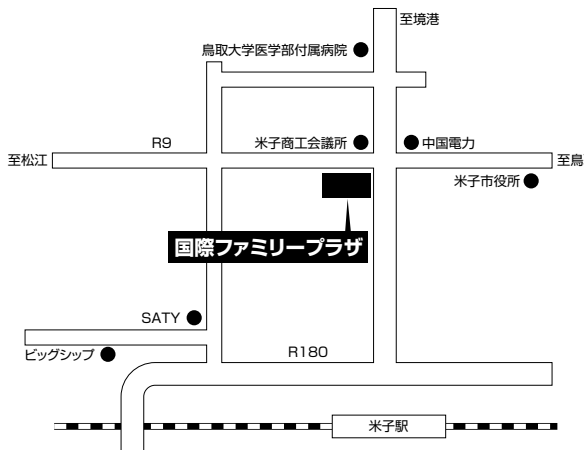 至境港
鳥取大学医学部付属病院
R9
米子商工会議所
中国電力
至松江
至鳥
米子市役所
国際ファミリープラザ
SATY
ビッグシップ
R180
米子駅